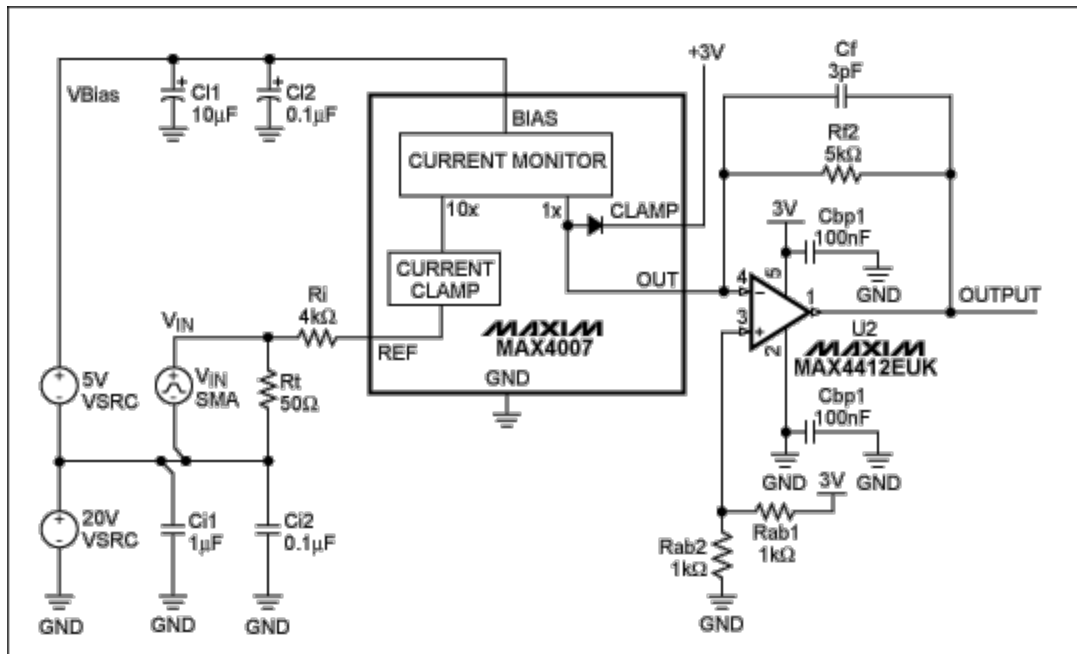 VBias
Cl1
10µF
Cl2
0.1µF
+3V
Cf
3pF
Rf2
5kΩ
BIAS
CURRENT MONITOR
10x
1x
CLAMP
CURRENT
CLAMP
OUT
Ri
4kΩ
REF
MAXIM
MAX4007
GND
GND
3V
Cbp1
100nF
GND
4
5
3
1
2
OUTPUT
U2
MAXIM
MAX4412EUK
Cbp1
100nF
GND
GND
VIN
5V
VSRC
VIN
SMA
Rt
50Ω
20V
VSRC
Ci1
1µF
Ci2
0.1µF
GND
GND
GND
3V
Rab1
1kΩ
Rab2
1kΩ
GND